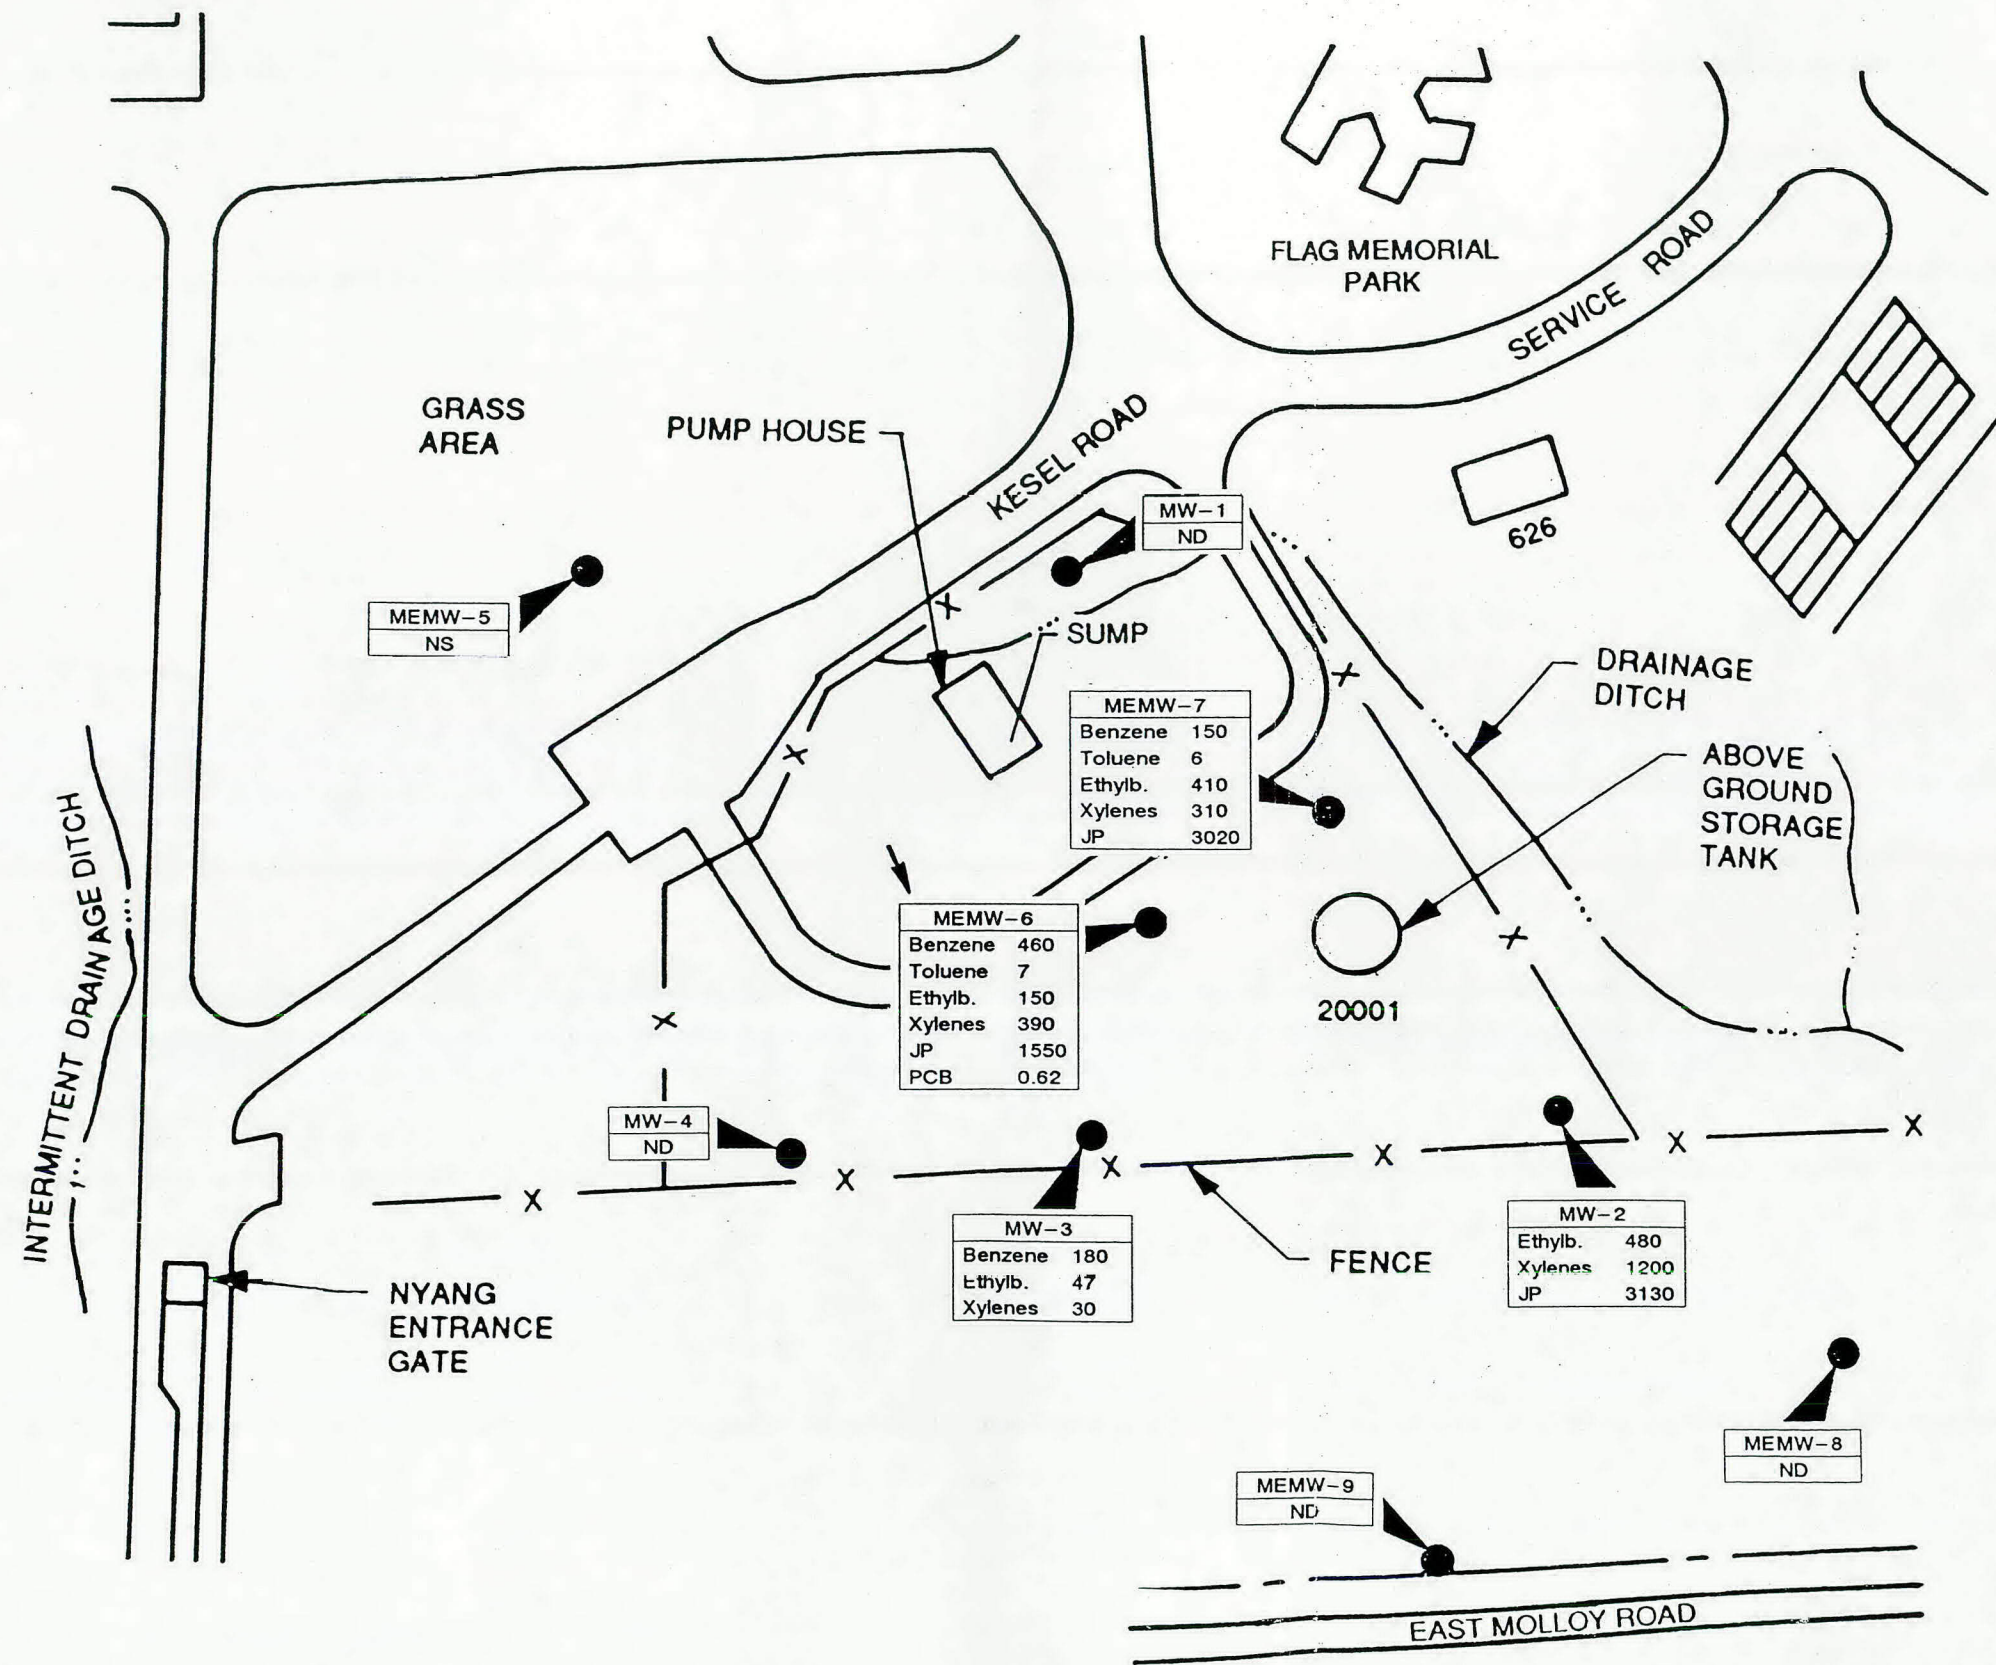 FLAG MEMORIAL
PARK
SERVICE ROAD
GRASS
AREA
PUMP HOUSE
KESEL ROAD
MW-1
ND
626
MEMW-5
NS
SUMP
DRAINAGE
DITCH
MEMW-7
Benzene 150
Toluene 6
Ethylb. 410
Xylenes 310
JP 3020
ABOVE
GROUND
STORAGE
TANK
INTERMITTENT DRAINAGE DITCH
MEMW-6
Benzene 460
Toluene 7
Ethylb. 150
Xylenes 390
JP 1550
PCB 0.62
20001
MW-4
ND
MW-3
Benzene 180
Ethylb. 47
Xylenes 30
FENCE
MW-2
Ethylb. 480
Xylenes 1200
JP 3130
NYANG
ENTRANCE
GATE
MEMW-8
ND
MEMW-9
ND
EAST MOLLOY ROAD